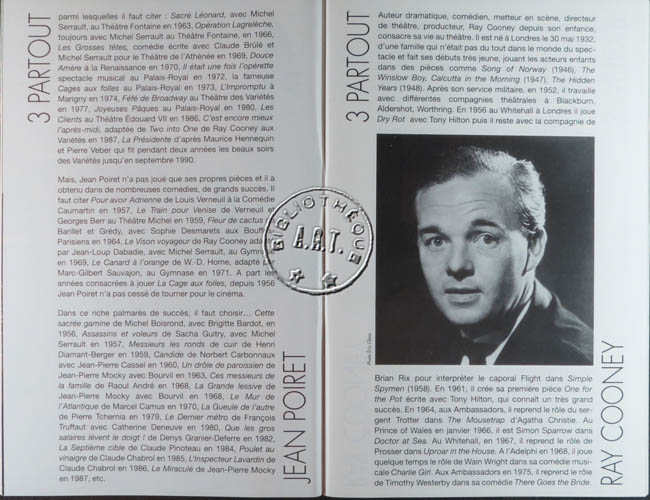 3 PARTOUT
parmi lesquelles il faut citer : Sacré Léonard, avec Michel
Serrault, au Théâtre Fontaine en 1963, Opération Lagrelèche,
toujours avec Michel Serrault au Théâtre Fontaine, en 1966,
Les Grosses têtes, comédie écrite avec Claude Brûlé et
Michel Serrault pour le Théâtre de l'Athénée en 1969, Douce
Amère à la Renaissance en 1970, Il était une fois l'opérette
spectacle musical au Palais-Royal en 1972, la fameuse
Cages aux folles au Palais-Royal en 1973, L'Impromptu à
Marigny en 1974, Féfé de Broadway au Théâtre des Variétés
en 1977, Joyeuses Pâques au Palais-Royal en 1980, Les
Clients au Théâtre Édouard VII en 1986, C'est encore mieux
l'après-midi, adaptée de Two into One de Ray Cooney aux
Variétés en 1987, La Présidente d'après Maurice Hennequin
et Pierre Veber qui fit pendant deux années les beaux soirs
des Variétés jusqu'en septembre 1990.
Mais, Jean Poiret n'a pas joué que ses propres pièces et il a
obtenu dans de nombreuses comédies, de grands succès. Il
faut citer Pour avoir Adrienne de Louis Verneuil à la Comédie
Caumartin en 1957, Le Train pour Venise de Verneuil et
Georges Berr au Théâtre Michel en 1959, Fleur de cactus de
Barillet et Grédy, avec Sophie Desmarets aux Bouffes
Parisiens en 1964, Le Vison voyageur de Ray Cooney adapté
par Jean-Loup Dabadie, avec Michel Serrault, au Gymnase
en 1969, Le Canard à l'orange de W.-D. Home, adapté par
Marc-Gilbert Sauvajon, au Gymnase en 1971. A part les
années consacrées à jouer La Cage aux folles, depuis 1956
Jean Poiret n'a pas cessé de tourner pour le cinéma.
Dans ce riche palmarès de succès, il faut choisir... Cette
sacrée gamine de Michel Boisrond, avec Brigitte Bardot, en
1956, Assassins et voleurs de Sacha Guitry, avec Michel
Serrault en 1957, Messieurs les ronds de cuir de Henri
Diamant-Berger en 1959, Candide de Norbert Carbonnaux
avec Jean-Pierre Cassel en 1960, Un drôle de paroissien de
Jean-Pierre Mocky avec Bourvil en 1963, Ces messieurs de
la famille de Raoul André en 1968, La Grande lessive de
Jean-Pierre Mocky avec Bourvil en 1968, Le Mur de
l'Atlantique de Marcel Camus en 1970, La Gueule de l'autre
de Pierre Tchernia en 1979, Le Dernier métro de François
Truffaut avec Catherine Deneuve en 1980, Que les gros
salaires lèvent le doigt ! de Denys Granier-Deferre en 1982,
La Septième cible de Claude Pinoteau en 1984, Poulet au
vinaigre de Claude Chabrol en 1985, L'Inspecteur Lavardin de
Claude Chabrol en 1986, Le Miraculé de Jean-Pierre Mocky
en 1987, etc.
JEAN POIRET
BIBLIOTHÈQUE
A.R.T.
3 PARTOUT
Auteur dramatique, comédien, metteur en scène, directeur
de théâtre, producteur, Ray Cooney depuis son enfance,
consacre sa vie au théâtre. Il est né à Londres le 30 mai 1932,
d'une famille qui n'était pas du tout dans le monde du spec-
tacle et fait ses débuts très jeune, jouant les acteurs enfants
dans des pièces comme Song of Norway (1946), The
Winslow Boy, Calcutta in the Morning (1947), The Hidden
Years (1948). Après son service militaire, en 1952, il travaille
avec différentes compagnies théâtrales à Blackburn,
Aldershot, Worthring. En 1956 au Whitehall à Londres il joue
Dry Rot avec Tony Hilton puis il reste avec la compagnie de
Brian Rix pour interpréter le caporal Flight dans Simple
Spymen (1958). En 1961, il crée sa première pièce One for
the Pot écrite avec Tony Hilton, qui connaît un très grand
succès. En 1964, aux Ambassadors, il reprend le rôle du ser-
gent Trotter dans The Mousetrap d'Agatha Christie. Au
Prince of Wales en janvier 1966, il est Simon Sparrow dans
Doctor at Sea. Au Whitehall, en 1967, il reprend le rôle de
Prosser dans Uproar in the House. A l'Adelphi en 1968, il joue
quelque temps le rôle de Wain Wright dans sa comédie musi-
cale Charlie Girl. Aux Ambassadors en 1975, il reprend le rôle
de Timothy Westerby dans sa comédie There Goes the Bride.
RAY COONEY